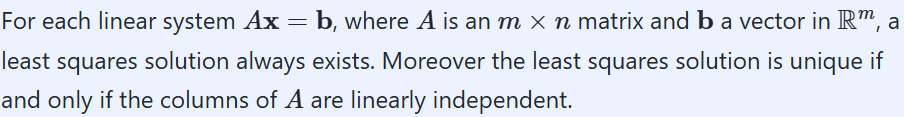 For each linear system Ax = b, where A is an m × n matrix and b a vector in ℝᵐ, a
least squares solution always exists. Moreover the least squares solution is unique if
and only if the columns of A are linearly independent.